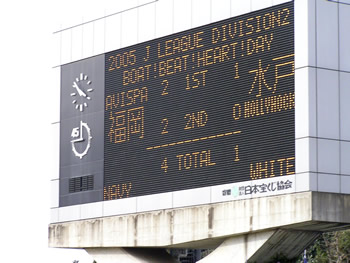 2005 J LEAGUE DIVISION2
BOAT!BEAT!HEART!DAY
AVISPA 2 1ST 1 水戸
福岡 2 2ND 0 HOLLYHOCK
4 TOTAL 1
NAVY WHITE
45
日本宝くじ協会